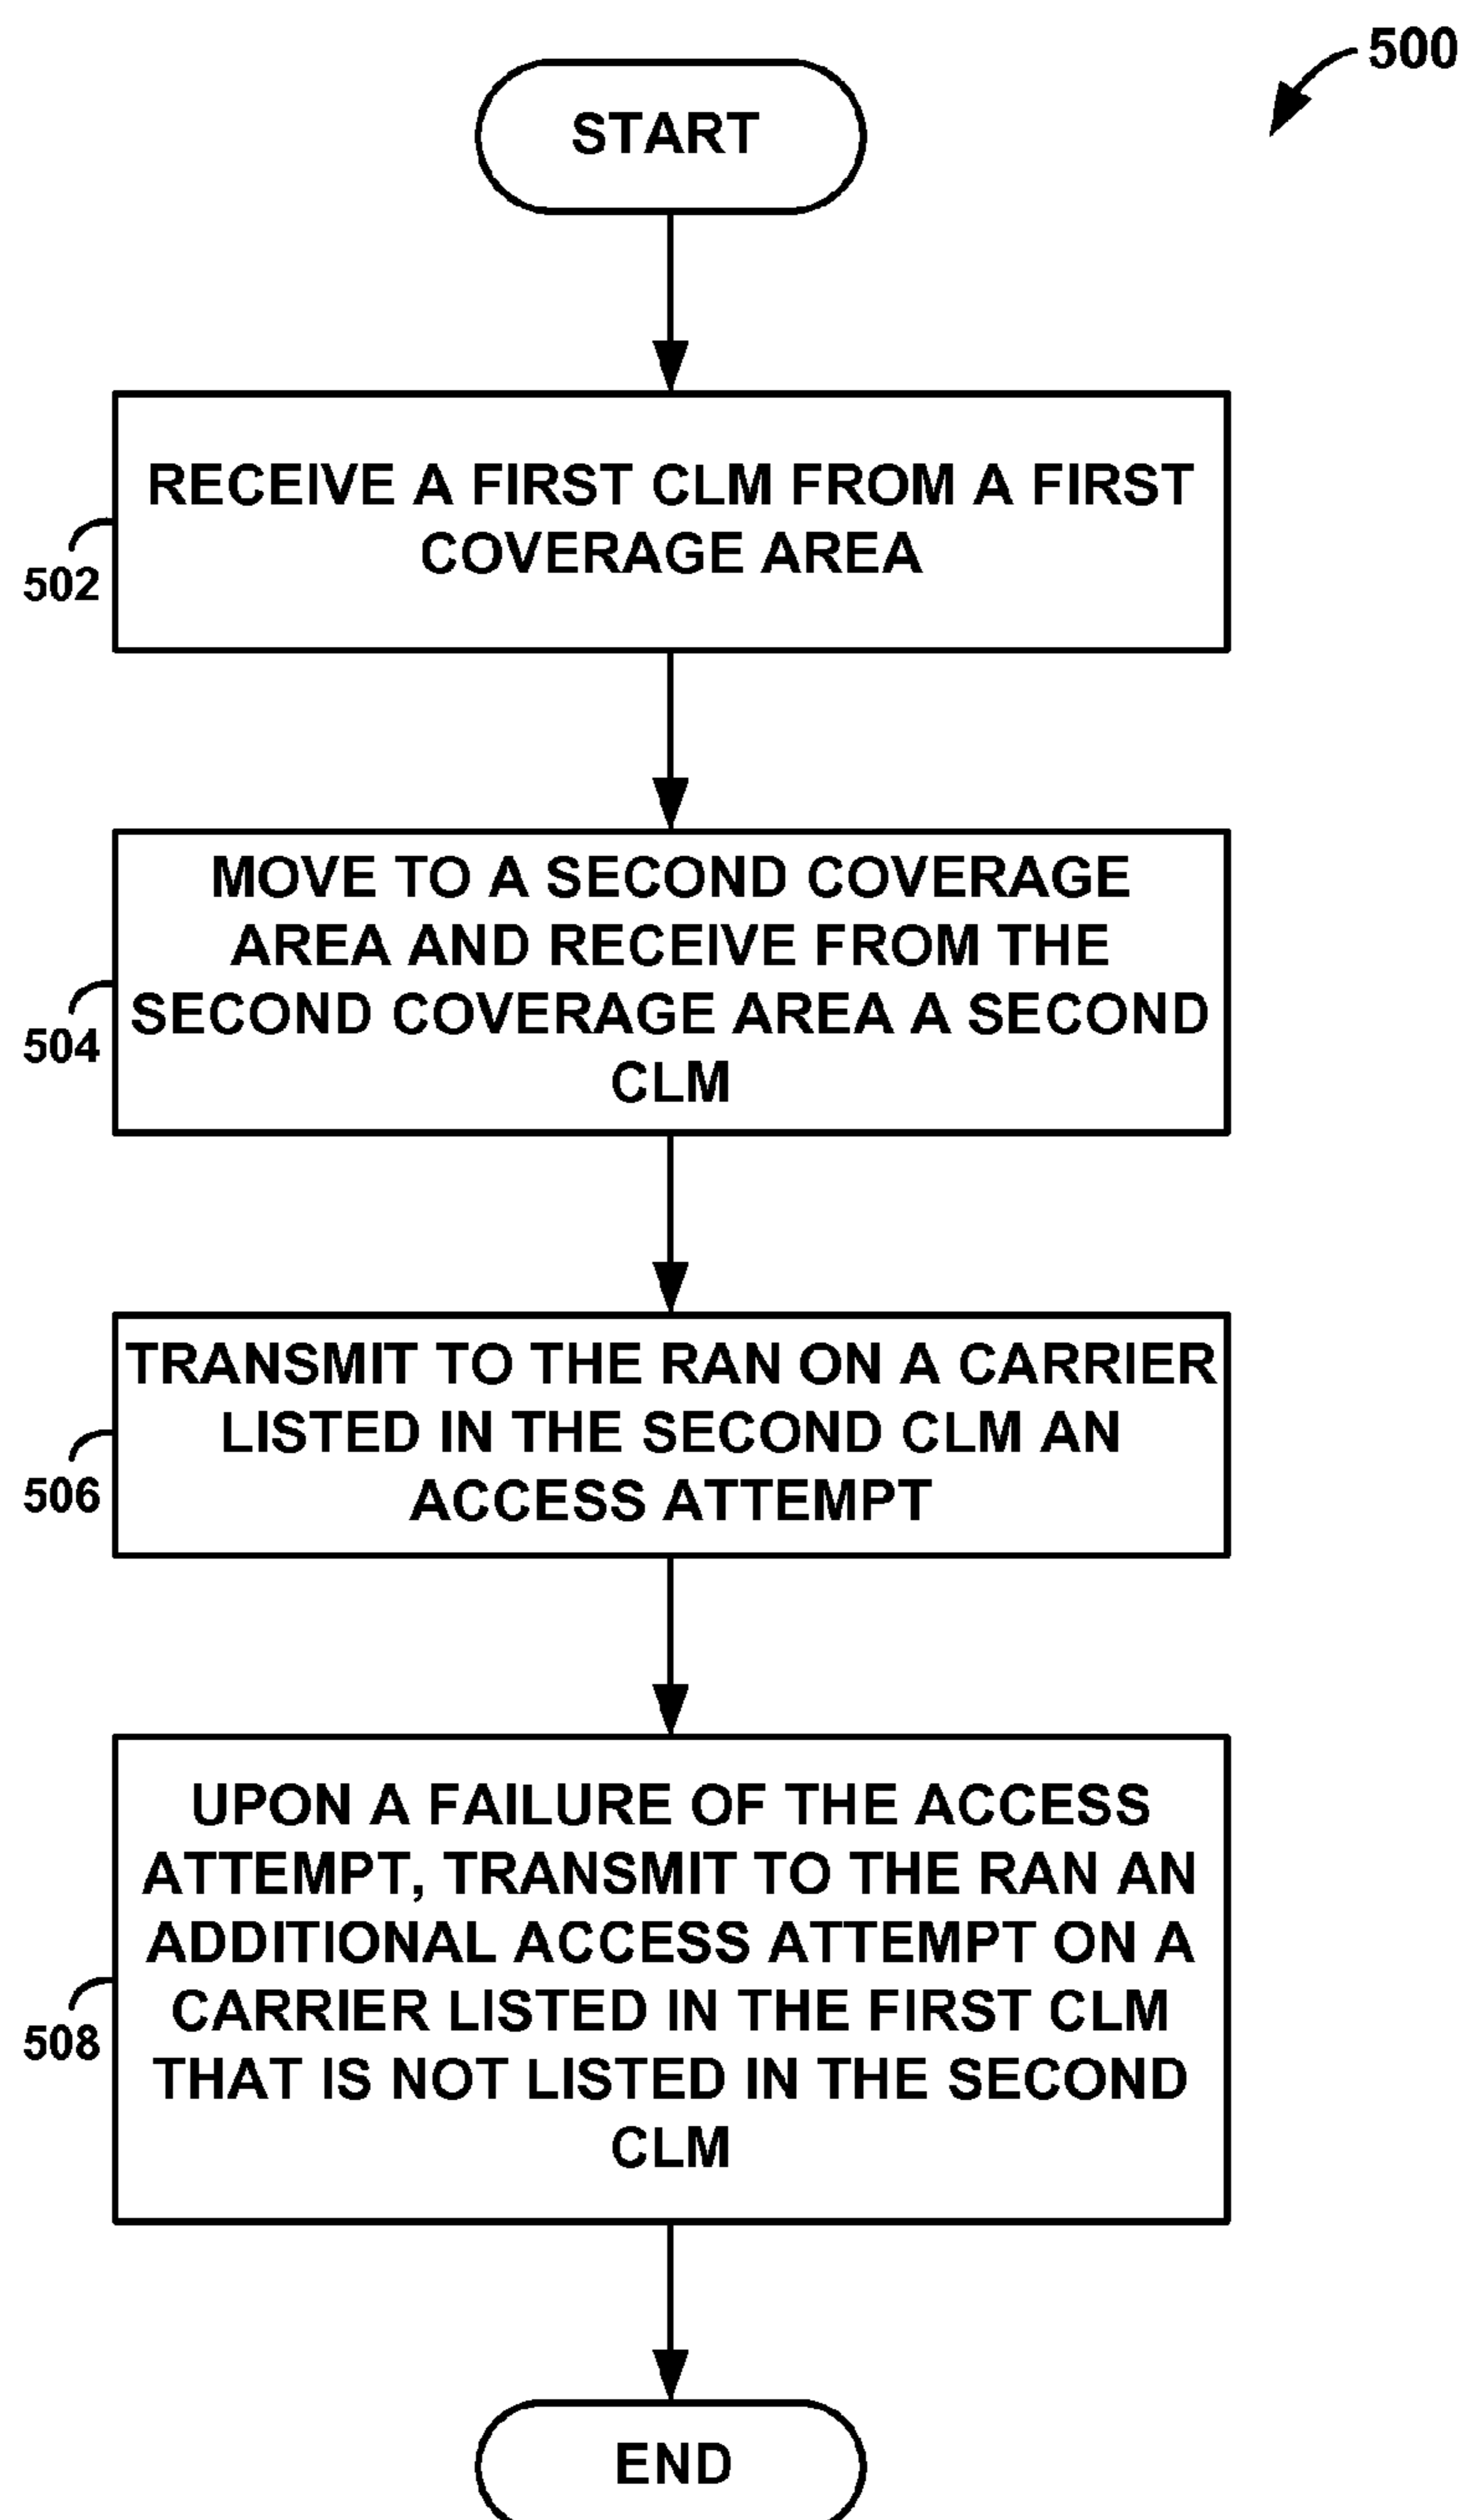 500
START
RECEIVE A FIRST CLM FROM A FIRST
COVERAGE AREA
502
MOVE TO A SECOND COVERAGE
AREA AND RECEIVE FROM THE
SECOND COVERAGE AREA A SECOND
CLM
504
TRANSMIT TO THE RAN ON A CARRIER
LISTED IN THE SECOND CLM AN
ACCESS ATTEMPT
506
UPON A FAILURE OF THE ACCESS
ATTEMPT, TRANSMIT TO THE RAN AN
ADDITIONAL ACCESS ATTEMPT ON A
CARRIER LISTED IN THE FIRST CLM
THAT IS NOT LISTED IN THE SECOND
CLM
508
END